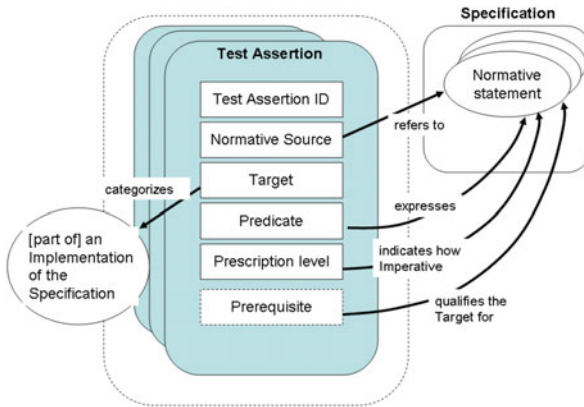 Specification
Test Assertion
Normative
statement
Test Assertion ID
Normative Source
refers to
Target
categorizes
Predicate
expresses
[part of] an
Implementation
of the
Specification
Prescription level
indicates how
Imperative
Prerequisite
qualifies the
Target for